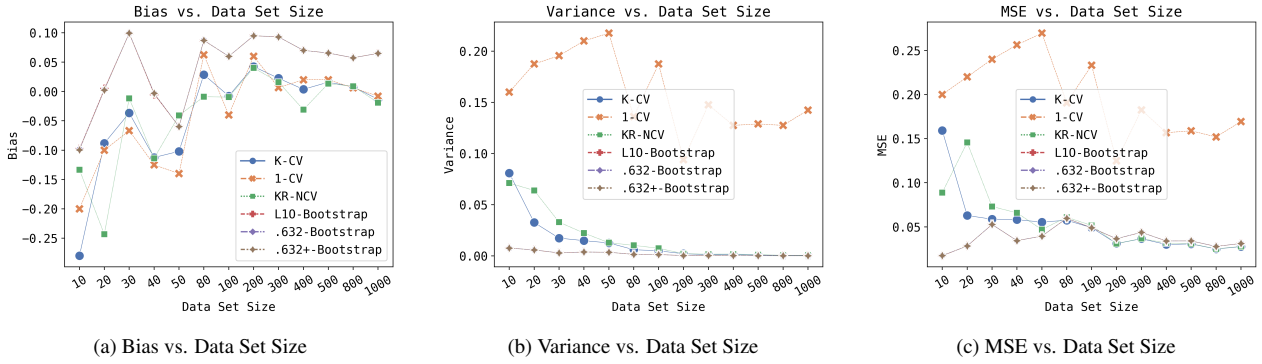 Bias vs. Data Set Size
0.10
0.05
0.00
−0.05
−0.10
−0.15
−0.20
−0.25
Bias
K-CV
1-CV
KR-NCV
L1O-Bootstrap
.632-Bootstrap
.632+-Bootstrap
10 20 30 40 50 80 100 200 300 400 500 800 1000
Data Set Size
(a) Bias vs. Data Set Size
Variance vs. Data Set Size
0.20
0.15
0.10
0.05
0.00
Variance
K-CV
1-CV
KR-NCV
L1O-Bootstrap
.632-Bootstrap
.632+-Bootstrap
10 20 30 40 50 80 100 200 300 400 500 800 1000
Data Set Size
(b) Variance vs. Data Set Size
MSE vs. Data Set Size
0.25
0.20
0.15
0.10
0.05
MSE
K-CV
1-CV
KR-NCV
L1O-Bootstrap
.632-Bootstrap
.632+-Bootstrap
10 20 30 40 50 80 100 200 300 400 500 800 1000
Data Set Size
(c) MSE vs. Data Set Size